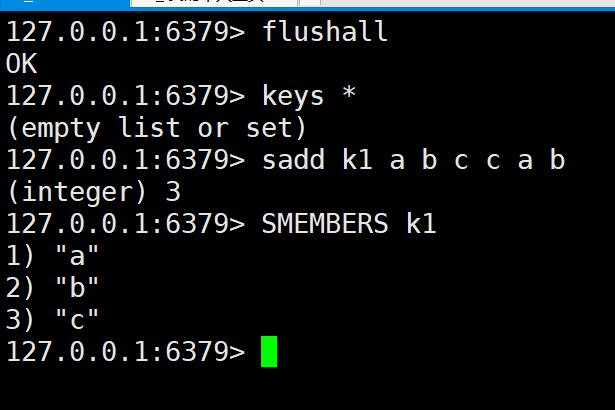 127.0.0.1:6379> flushall
OK
127.0.0.1:6379> keys *
(empty list or set)
127.0.0.1:6379> sadd k1 a b c c a b
(integer) 3
127.0.0.1:6379> SMEMBERS k1
1) "a"
2) "b"
3) "c"
127.0.0.1:6379>